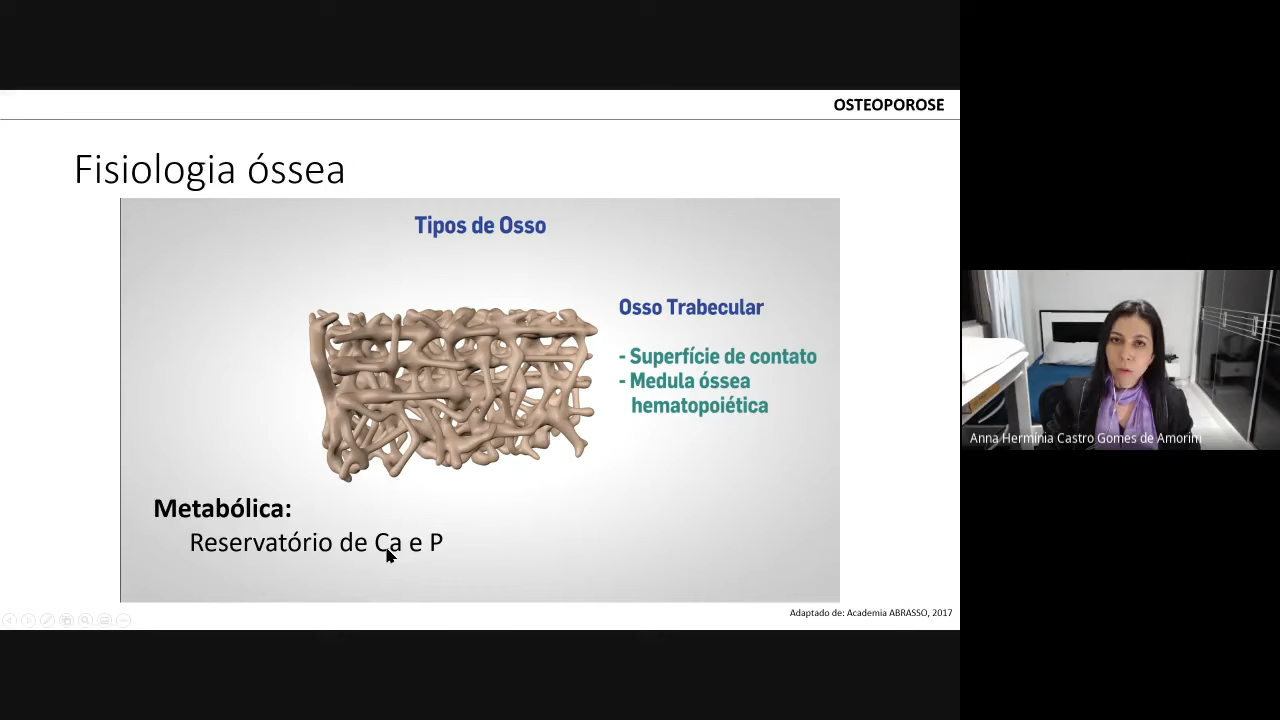 OSTEOPOROSE
Fisiologia óssea
Tipos de Osso
Osso Trabecular
- Superfície de contato
- Medula óssea
hematopoiética
Metabólica:
Reservatório de Ca e P
Adaptado de: Academia ABRASSO, 2017
Anna Hermínia Castro Gomes de Amorim